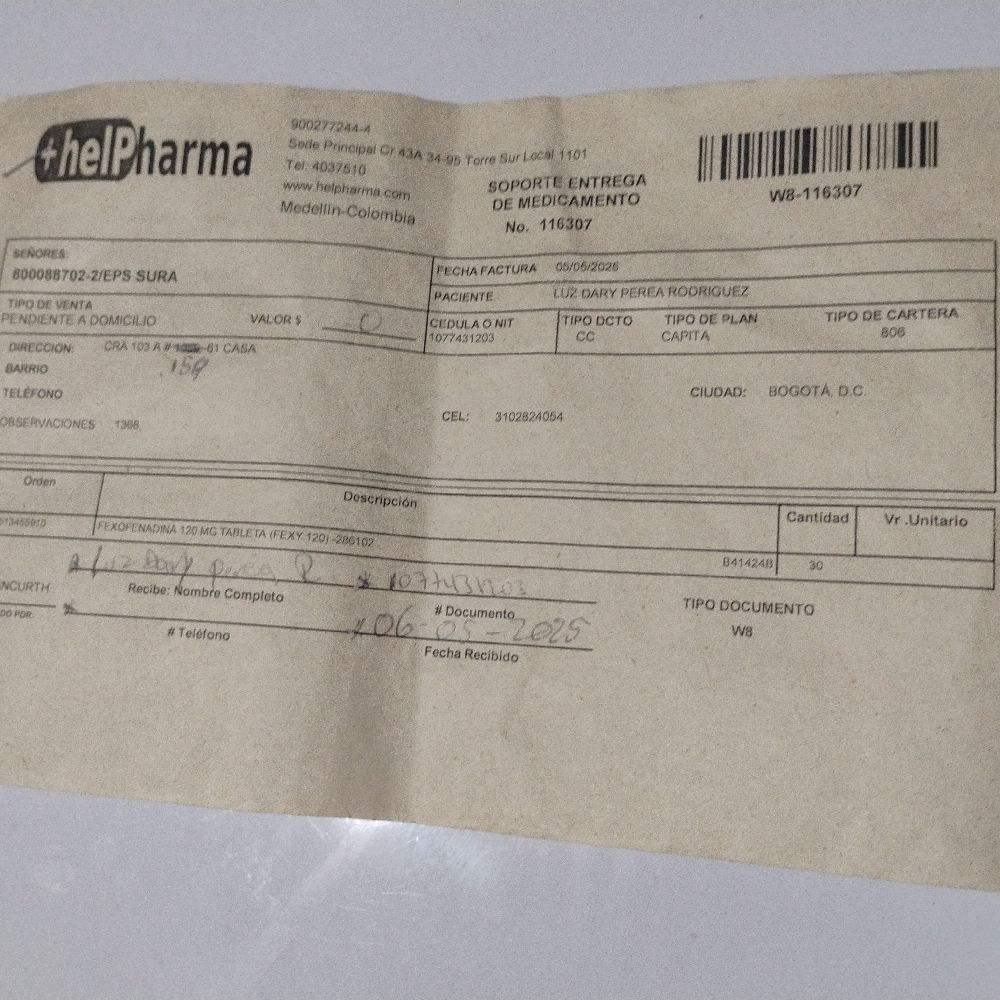 +helPharma
900277244-4
Sede Principal Cr 43A 34-95 Torre Sur Local 1101
Tel: 4037510
www.helpharma.com
Medellín-Colombia
SOPORTE ENTREGA
DE MEDICAMENTO
No. 116307
W8-116307
SEÑORES:
800088702-2/EPS SURA
FECHA FACTURA 05/05/2025
PACIENTE LUZ DARY PEREA RODRIGUEZ
TIPO DE VENTA
PENDIENTE A DOMICILIO VALOR $ 0
CEDULA O NIT TIPO DCTO TIPO DE PLAN TIPO DE CARTERA
1077431203 CC CAPITA 806
DIRECCION: CRA 103 A # -61 CASA
159
BARRIO
TELÉFONO
CIUDAD: BOGOTÁ, D.C.
CEL: 3102824054
OBSERVACIONES 1368
Orden Descripción Cantidad Vr .Unitario
FEXOFENADINA 120 MG TABLETA (FEXY 120) -286102 B41424B 30
Luz Dary perea R 1077431203
NCURTH Recibe: Nombre Completo # Documento
TIPO DOCUMENTO
W8
DO POR: # Teléfono
06-05-2025
Fecha Recibido